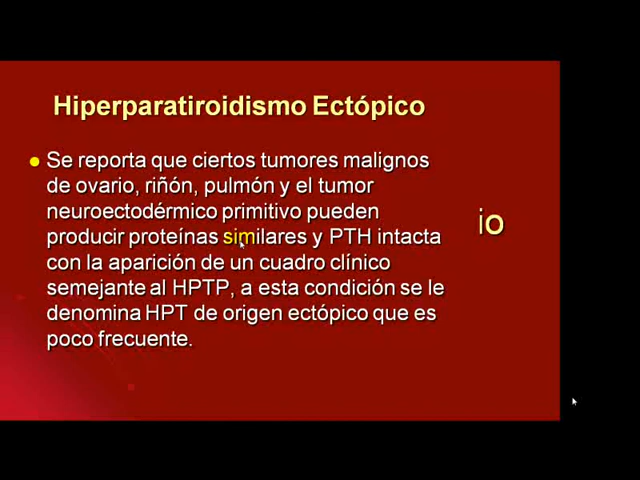 Hiperparatiroidismo Ectópico
Se reporta que ciertos tumores malignos
de ovario, riñón, pulmón y el tumor
neuroectodérmico primitivo pueden
producir proteínas similares y PTH intacta
con la aparición de un cuadro clínico
semejante al HPTP, a esta condición se le
denomina HPT de origen ectópico que es
poco frecuente.
io